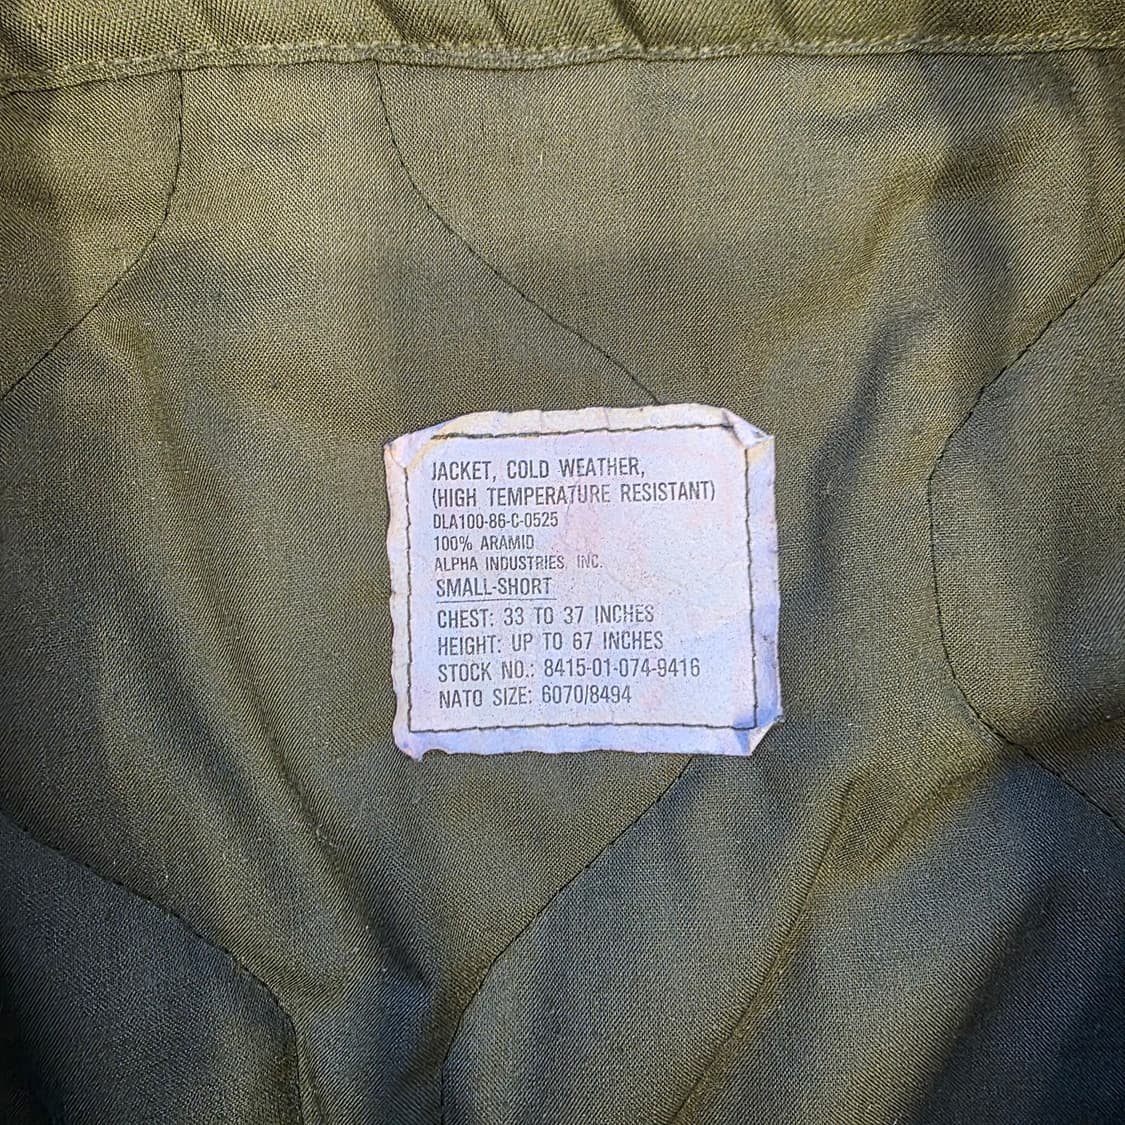 JACKET, COLD WEATHER,
(HIGH TEMPERATURE RESISTANT)
DLA100-86-C-0525
100% ARAMID
ALPHA INDUSTRIES, INC.
SMALL-SHORT
CHEST: 33 TO 37 INCHES
HEIGHT: UP TO 67 INCHES
STOCK NO.: 8415-01-074-9416
NATO SIZE: 6070/8494